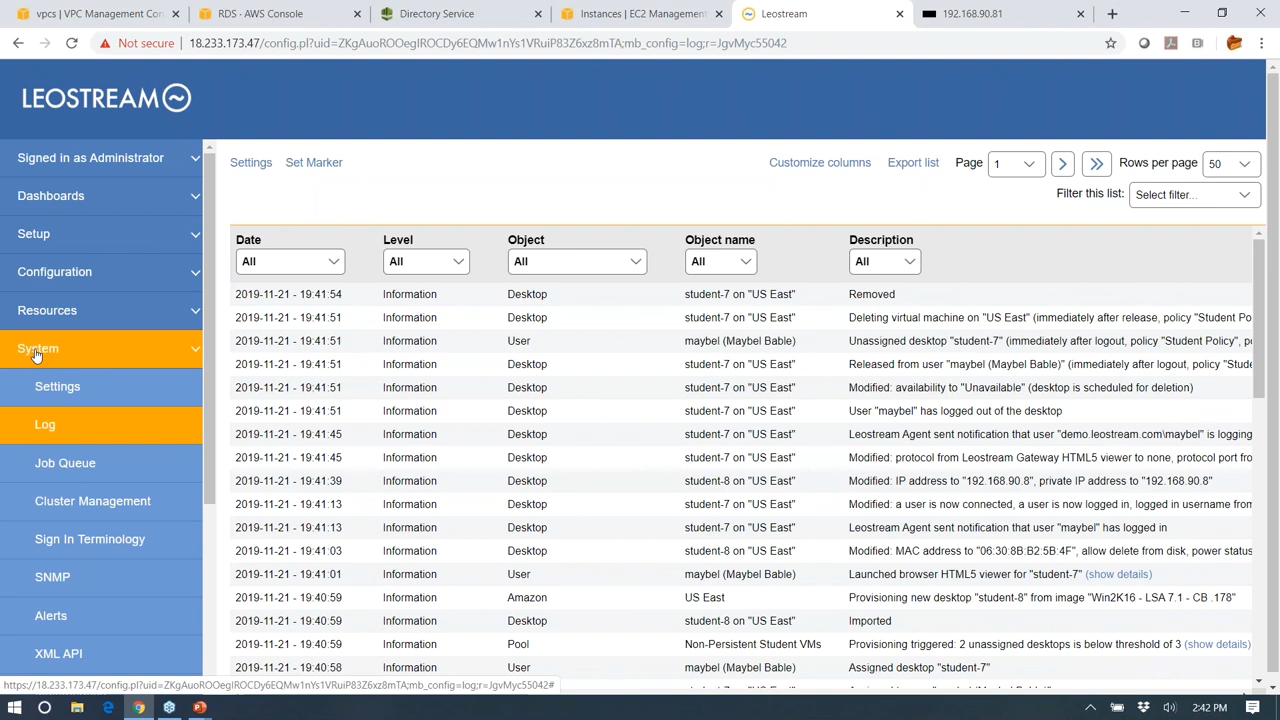 vpcs | VPC Management Con
RDS · AWS Console
Directory Service
Instances | EC2 Management
Leostream
192.168.90.81
Not secure
18.233.173.47/config.pl?uid=ZKgAuoROOegIROCDy6EQMw1nYs1VRuiP83Z6xz8mTA;mb_config=log;r=JgvMyc55042
LEOSTREAM
Signed in as Administrator
Dashboards
Setup
Configuration
Resources
System
Settings
Log
Job Queue
Cluster Management
Sign In Terminology
SNMP
Alerts
XML API
Settings Set Marker Customize columns Export list Page 1 Rows per page 50
Filter this list: Select filter...
Date Level Object Object name Description
All All All All All
2019-11-21 - 19:41:54 Information Desktop student-7 on "US East" Removed
2019-11-21 - 19:41:51 Information Desktop student-7 on "US East" Deleting virtual machine on "US East" (immediately after release, policy "Student Po
2019-11-21 - 19:41:51 Information User maybel (Maybel Bable) Unassigned desktop "student-7" (immediately after logout, policy "Student Policy", po
2019-11-21 - 19:41:51 Information Desktop student-7 on "US East" Released from user "maybel (Maybel Bable)" (immediately after logout, policy "Stude
2019-11-21 - 19:41:51 Information Desktop student-7 on "US East" Modified: availability to "Unavailable" (desktop is scheduled for deletion)
2019-11-21 - 19:41:51 Information Desktop student-7 on "US East" User "maybel" has logged out of the desktop
2019-11-21 - 19:41:45 Information Desktop student-7 on "US East" Leostream Agent sent notification that user "demo.leostream.com\maybel" is logging
2019-11-21 - 19:41:45 Information Desktop student-7 on "US East" Modified: protocol from Leostream Gateway HTML5 viewer to none, protocol port fro
2019-11-21 - 19:41:39 Information Desktop student-8 on "US East" Modified: IP address to "192.168.90.8", private IP address to "192.168.90.8"
2019-11-21 - 19:41:13 Information Desktop student-7 on "US East" Modified: a user is now connected, a user is now logged in, logged in username from
2019-11-21 - 19:41:13 Information Desktop student-7 on "US East" Leostream Agent sent notification that user "maybel" has logged in
2019-11-21 - 19:41:03 Information Desktop student-8 on "US East" Modified: MAC address to "06:30:8B:B2:5B:4F", allow delete from disk, power status
2019-11-21 - 19:41:01 Information User maybel (Maybel Bable) Launched browser HTML5 viewer for "student-7" (show details)
2019-11-21 - 19:40:59 Information Amazon US East Provisioning new desktop "student-8" from image "Win2K16 - LSA 7.1 - CB .178"
2019-11-21 - 19:40:59 Information Desktop student-8 on "US East" Imported
2019-11-21 - 19:40:59 Information Pool Non-Persistent Student VMs Provisioning triggered: 2 unassigned desktops is below threshold of 3 (show details)
2019-11-21 - 19:40:58 Information User maybel (Maybel Bable) Assigned desktop "student-7"
https://18.233.173.47/config.pl?uid=ZKgAuoROOegIROCDy6EQMw1nYs1VRuiP83Z6xz8mTA;mb_config=log;r=JgvMyc55042#
2:42 PM